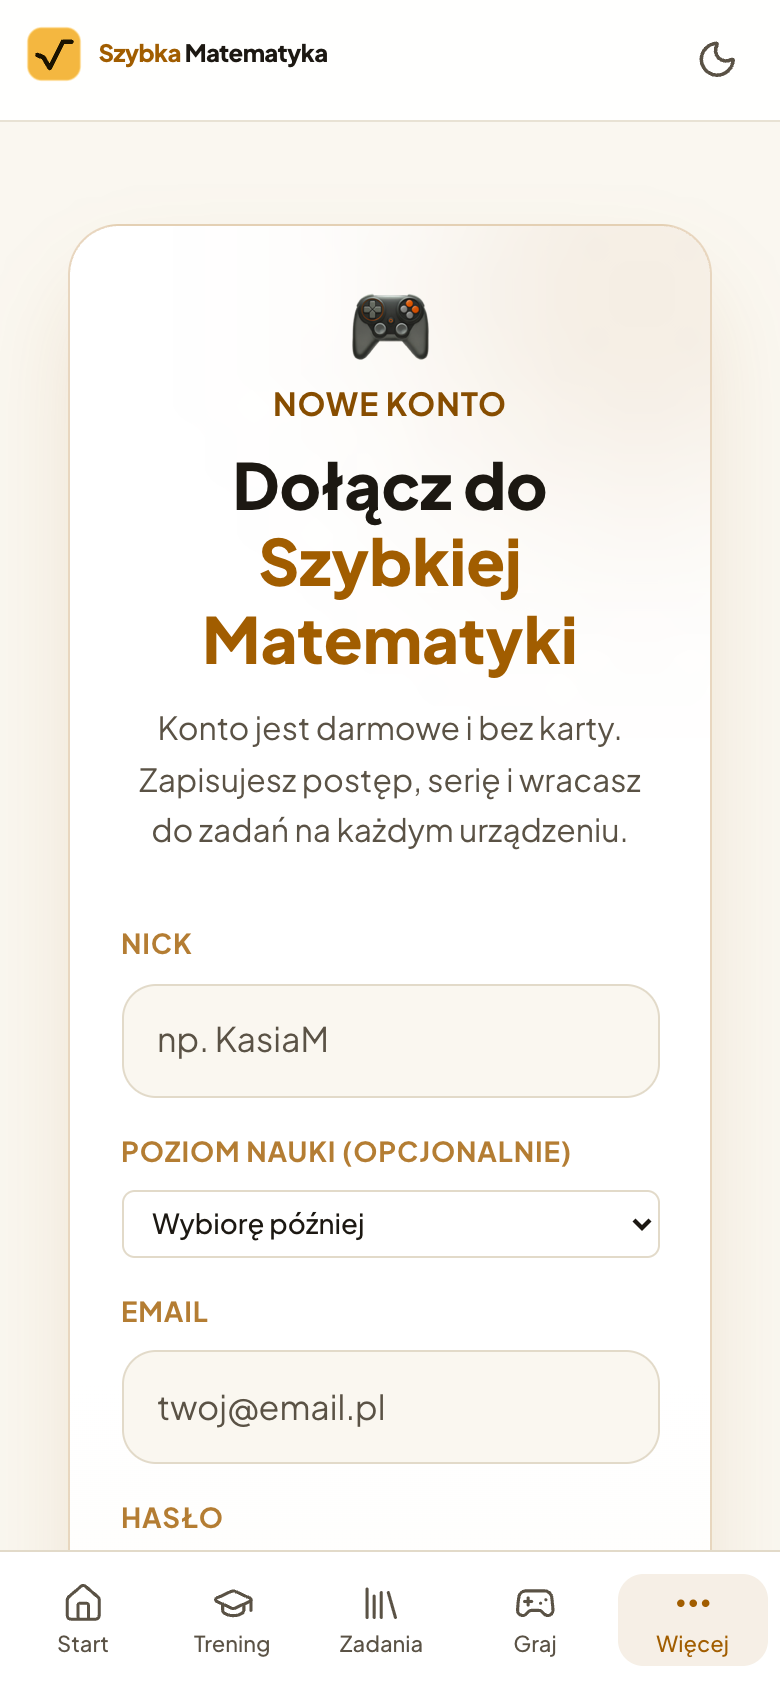 Szybka Matematyka
NOWE KONTO
Dołącz do
Szybkiej
Matematyki
Konto jest darmowe i bez karty.
Zapisujesz postęp, serię i wracasz
do zadań na każdym urządzeniu.
NICK
np. KasiaM
POZIOM NAUKI (OPCJONALNIE)
Wybiorę później
EMAIL
twoj@email.pl
HASŁO
Start
Trening
Zadania
Graj
Więcej